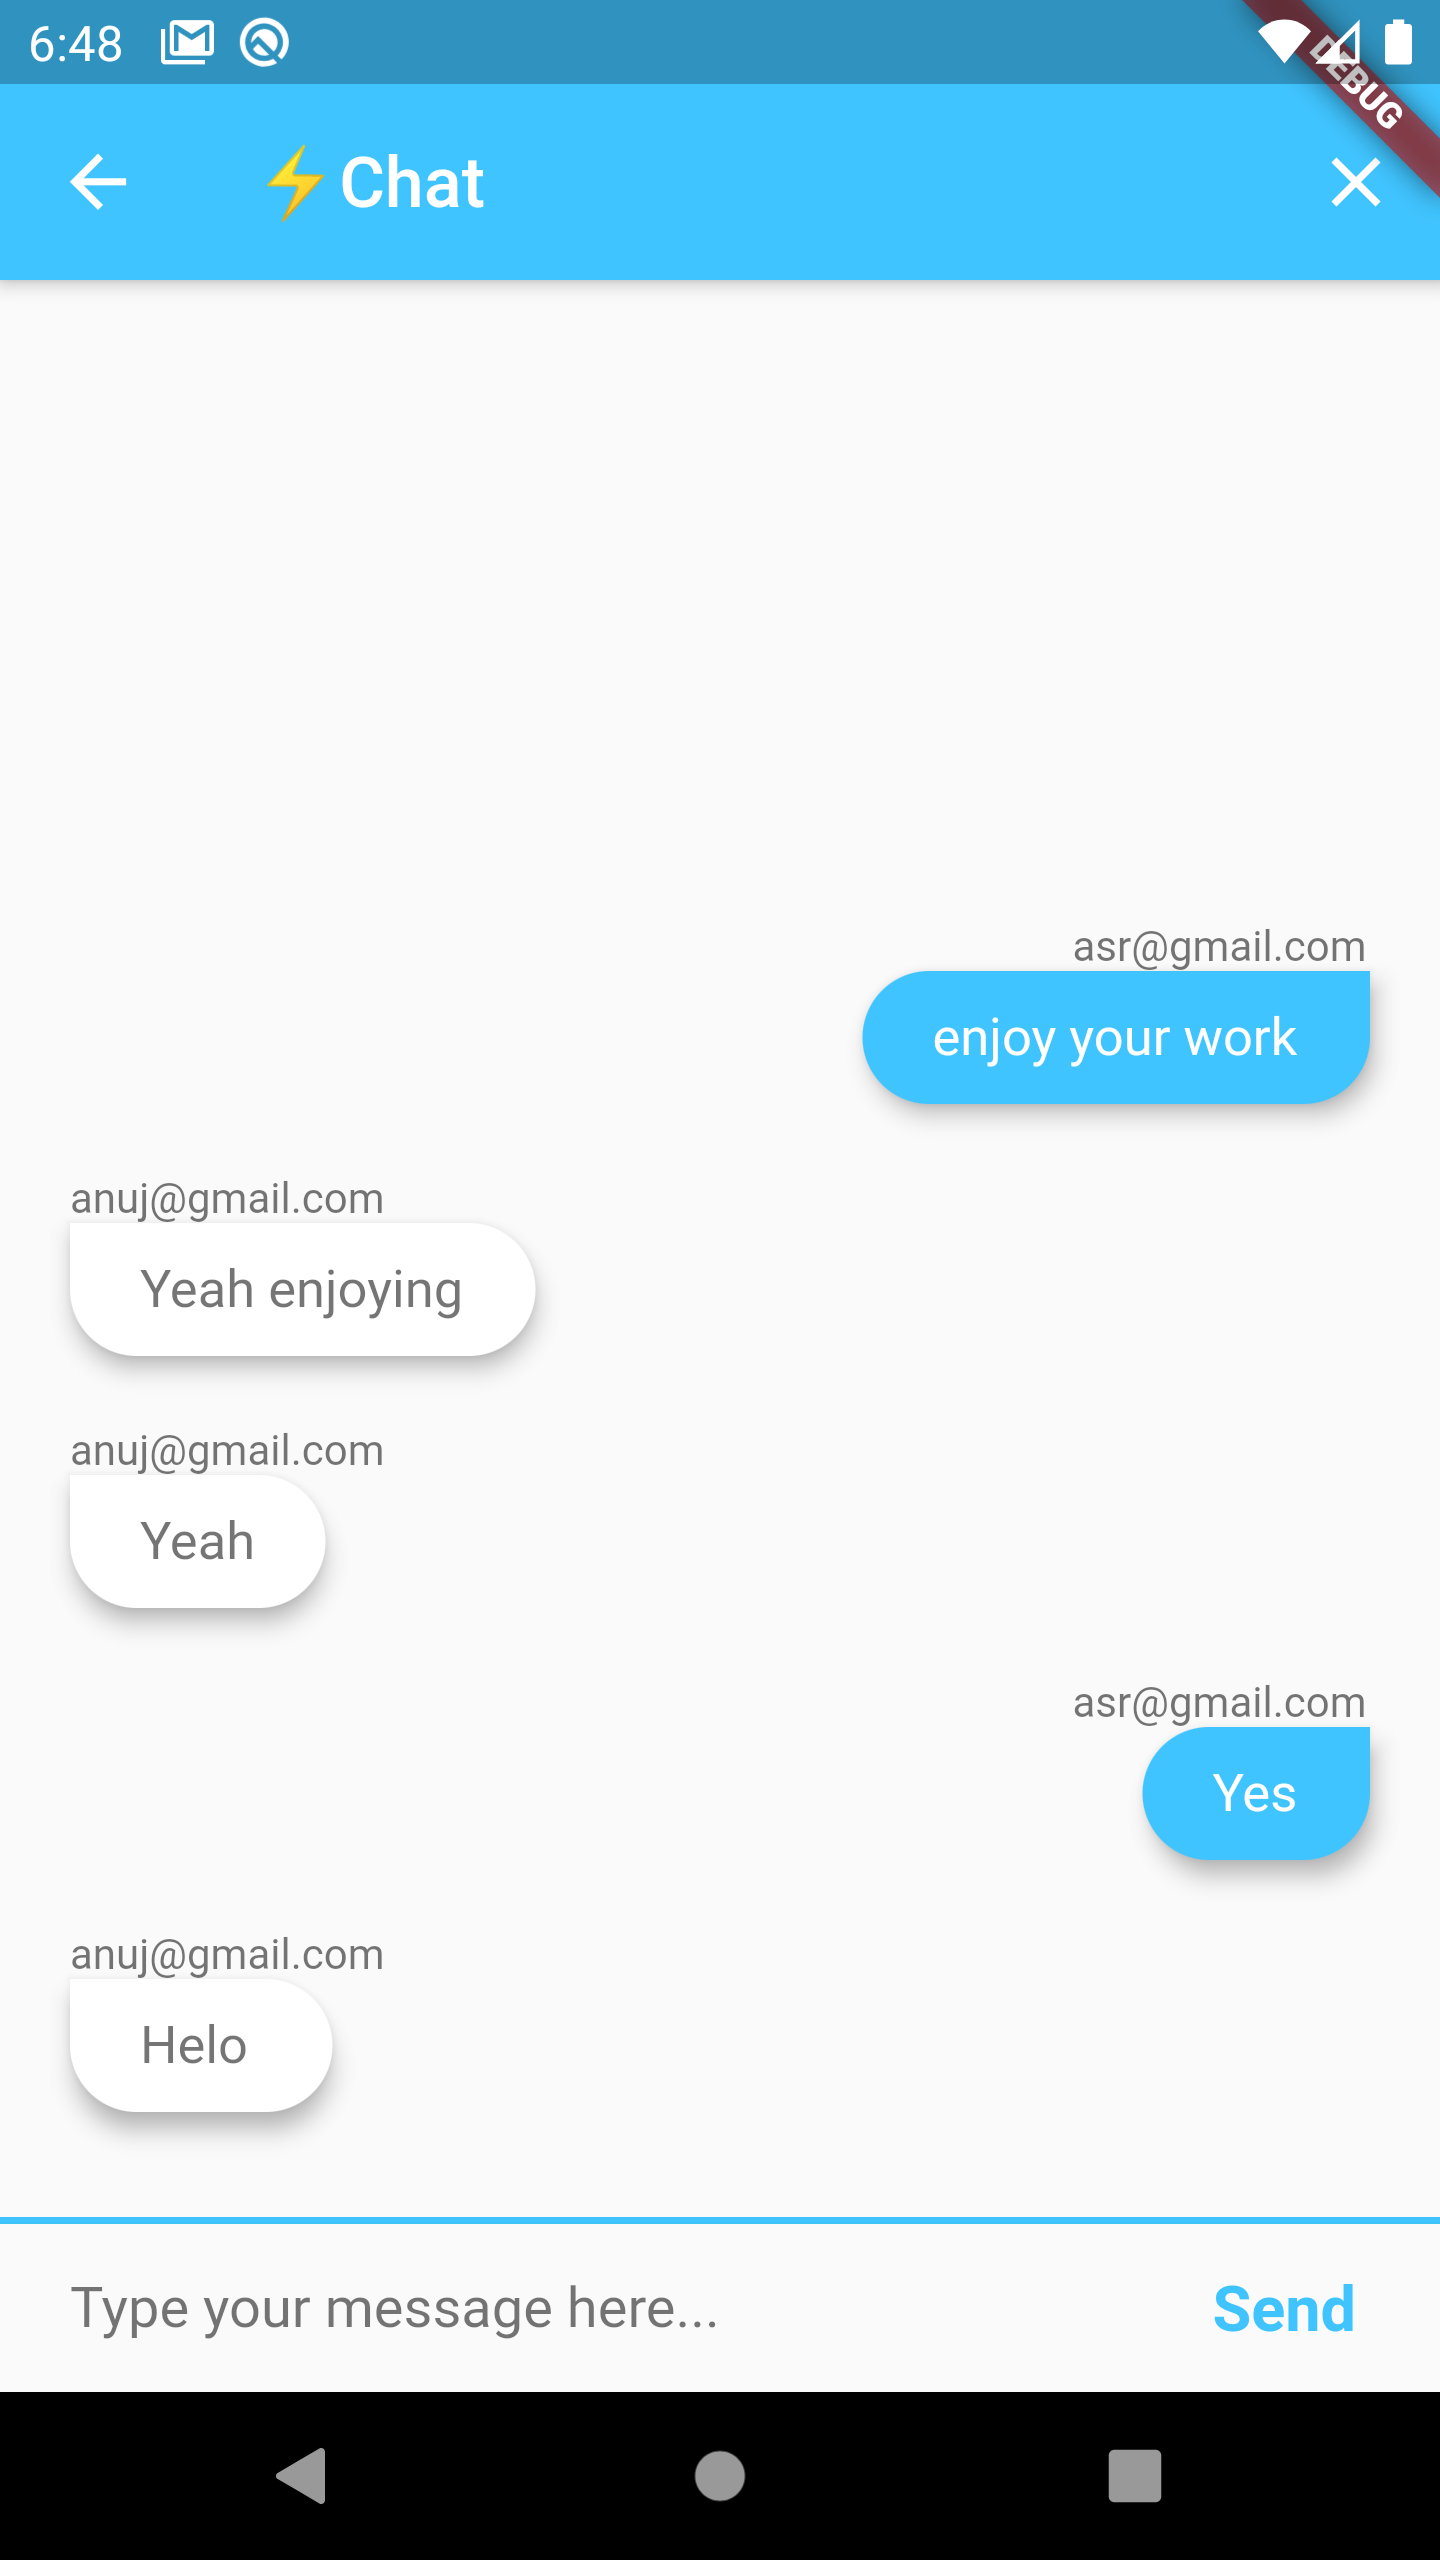 6:48
DEBUG
⚡Chat
asr@gmail.com
enjoy your work
anuj@gmail.com
Yeah enjoying
anuj@gmail.com
Yeah
asr@gmail.com
Yes
anuj@gmail.com
Helo
Type your message here...
Send